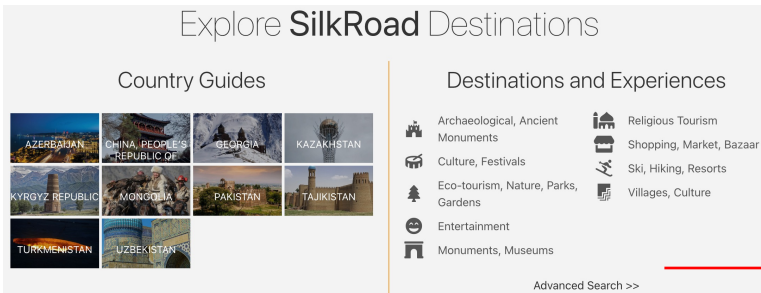 Explore SilkRoad Destinations
Country Guides
AZERBAIJAN
CHINA, PEOPLE'S
REPUBLIC OF
GEORGIA
KAZAKHSTAN
KYRGYZ REPUBLIC
MONGOLIA
PAKISTAN
TAJIKISTAN
TURKMENISTAN
UZBEKISTAN
Destinations and Experiences
Archaeological, Ancient
Monuments
Culture, Festivals
Eco-tourism, Nature, Parks,
Gardens
Entertainment
Monuments, Museums
Religious Tourism
Shopping, Market, Bazaar
Ski, Hiking, Resorts
Villages, Culture
Advanced Search >>